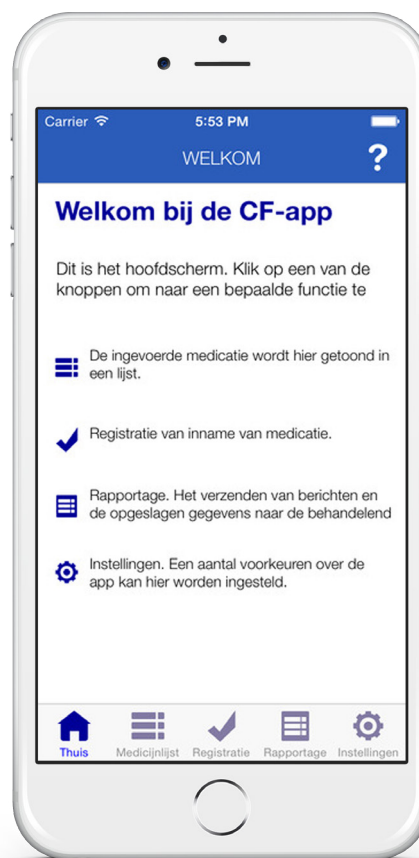 Carrier 5:53 PM
WELKOM ?
Welkom bij de CF-app
Dit is het hoofdscherm. Klik op een van de
knoppen om naar een bepaalde functie te
De ingevoerde medicatie wordt hier getoond in
een lijst.
Registratie van inname van medicatie.
Rapportage. Het verzenden van berichten en
de opgeslagen gegevens naar de behandelend
Instellingen. Een aantal voorkeuren over de
app kan hier worden ingesteld.
Thuis Medicijnlijst Registratie Rapportage Instellingen